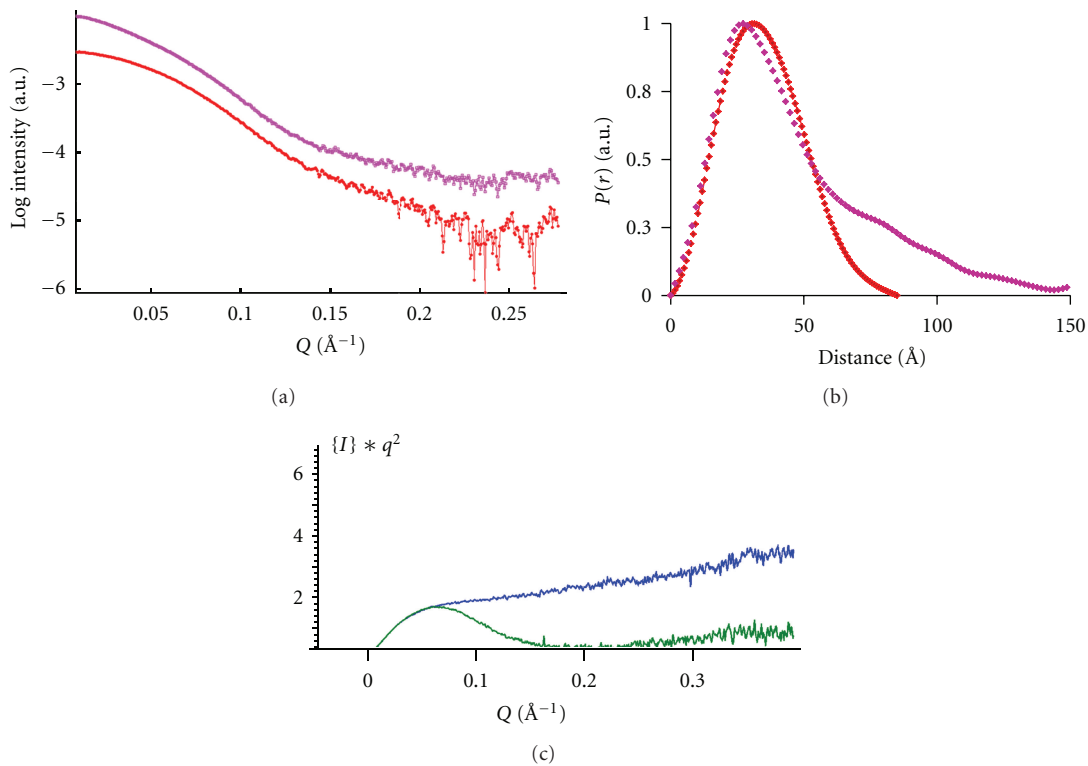 Log intensity (a.u.)
−3
−4
−5
−6
0.05
0.1
0.15
0.2
0.25
Q (Å−1)
(a)
P(r) (a.u.)
1
0.8
0.5
0.3
0
0
50
100
150
Distance (Å)
(b)
{I} ∗ q2
6
4
2
0
0.1
0.2
0.3
Q (Å−1)
(c)